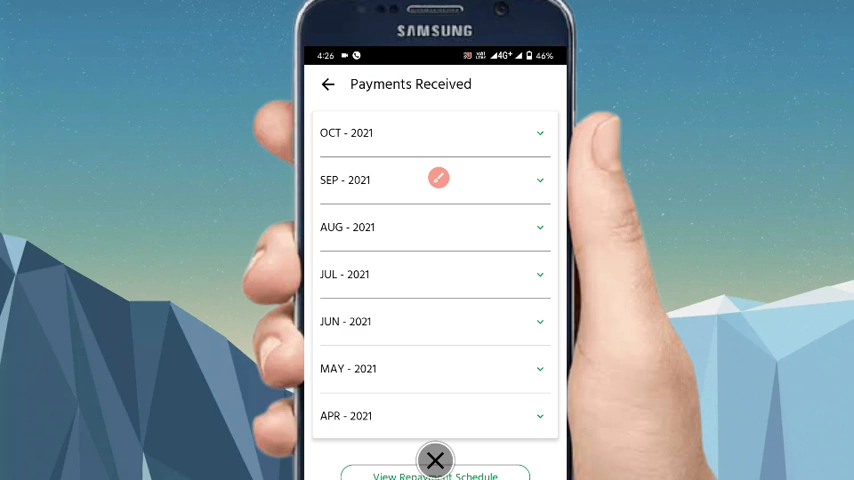 SAMSUNG
4:26
4G+ 46%
Payments Received
OCT - 2021
SEP - 2021
AUG - 2021
JUL - 2021
JUN - 2021
MAY - 2021
APR - 2021
View Repayment Schedule